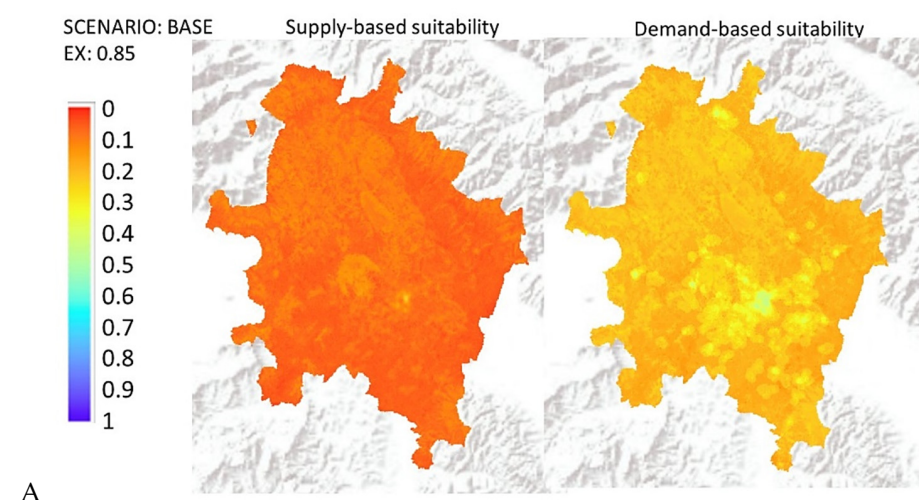 SCENARIO: BASE
EX: 0.85
Supply-based suitability
Demand-based suitability
0
0.1
0.2
0.3
0.4
0.5
0.6
0.7
0.8
0.9
1
A